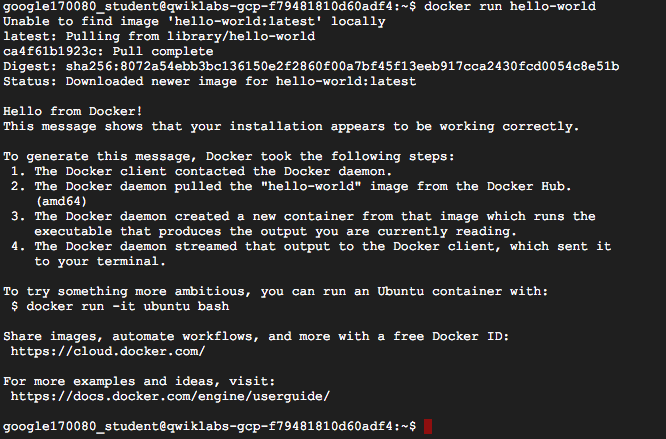 google170080_student@qwiklabs-gcp-f79481810d60adf4:~$ docker run hello-world
Unable to find image 'hello-world:latest' locally
latest: Pulling from library/hello-world
ca4f61b1923c: Pull complete
Digest: sha256:8072a54ebb3bc136150e2f2860f00a7bf45f13eeb917cca2430fcd0054c8e51b
Status: Downloaded newer image for hello-world:latest

Hello from Docker!
This message shows that your installation appears to be working correctly.

To generate this message, Docker took the following steps:
 1. The Docker client contacted the Docker daemon.
 2. The Docker daemon pulled the "hello-world" image from the Docker Hub.
    (amd64)
 3. The Docker daemon created a new container from that image which runs the
    executable that produces the output you are currently reading.
 4. The Docker daemon streamed that output to the Docker client, which sent it
    to your terminal.

To try something more ambitious, you can run an Ubuntu container with:
 $ docker run -it ubuntu bash

Share images, automate workflows, and more with a free Docker ID:
 https://cloud.docker.com/

For more examples and ideas, visit:
 https://docs.docker.com/engine/userguide/

google170080_student@qwiklabs-gcp-f79481810d60adf4:~$